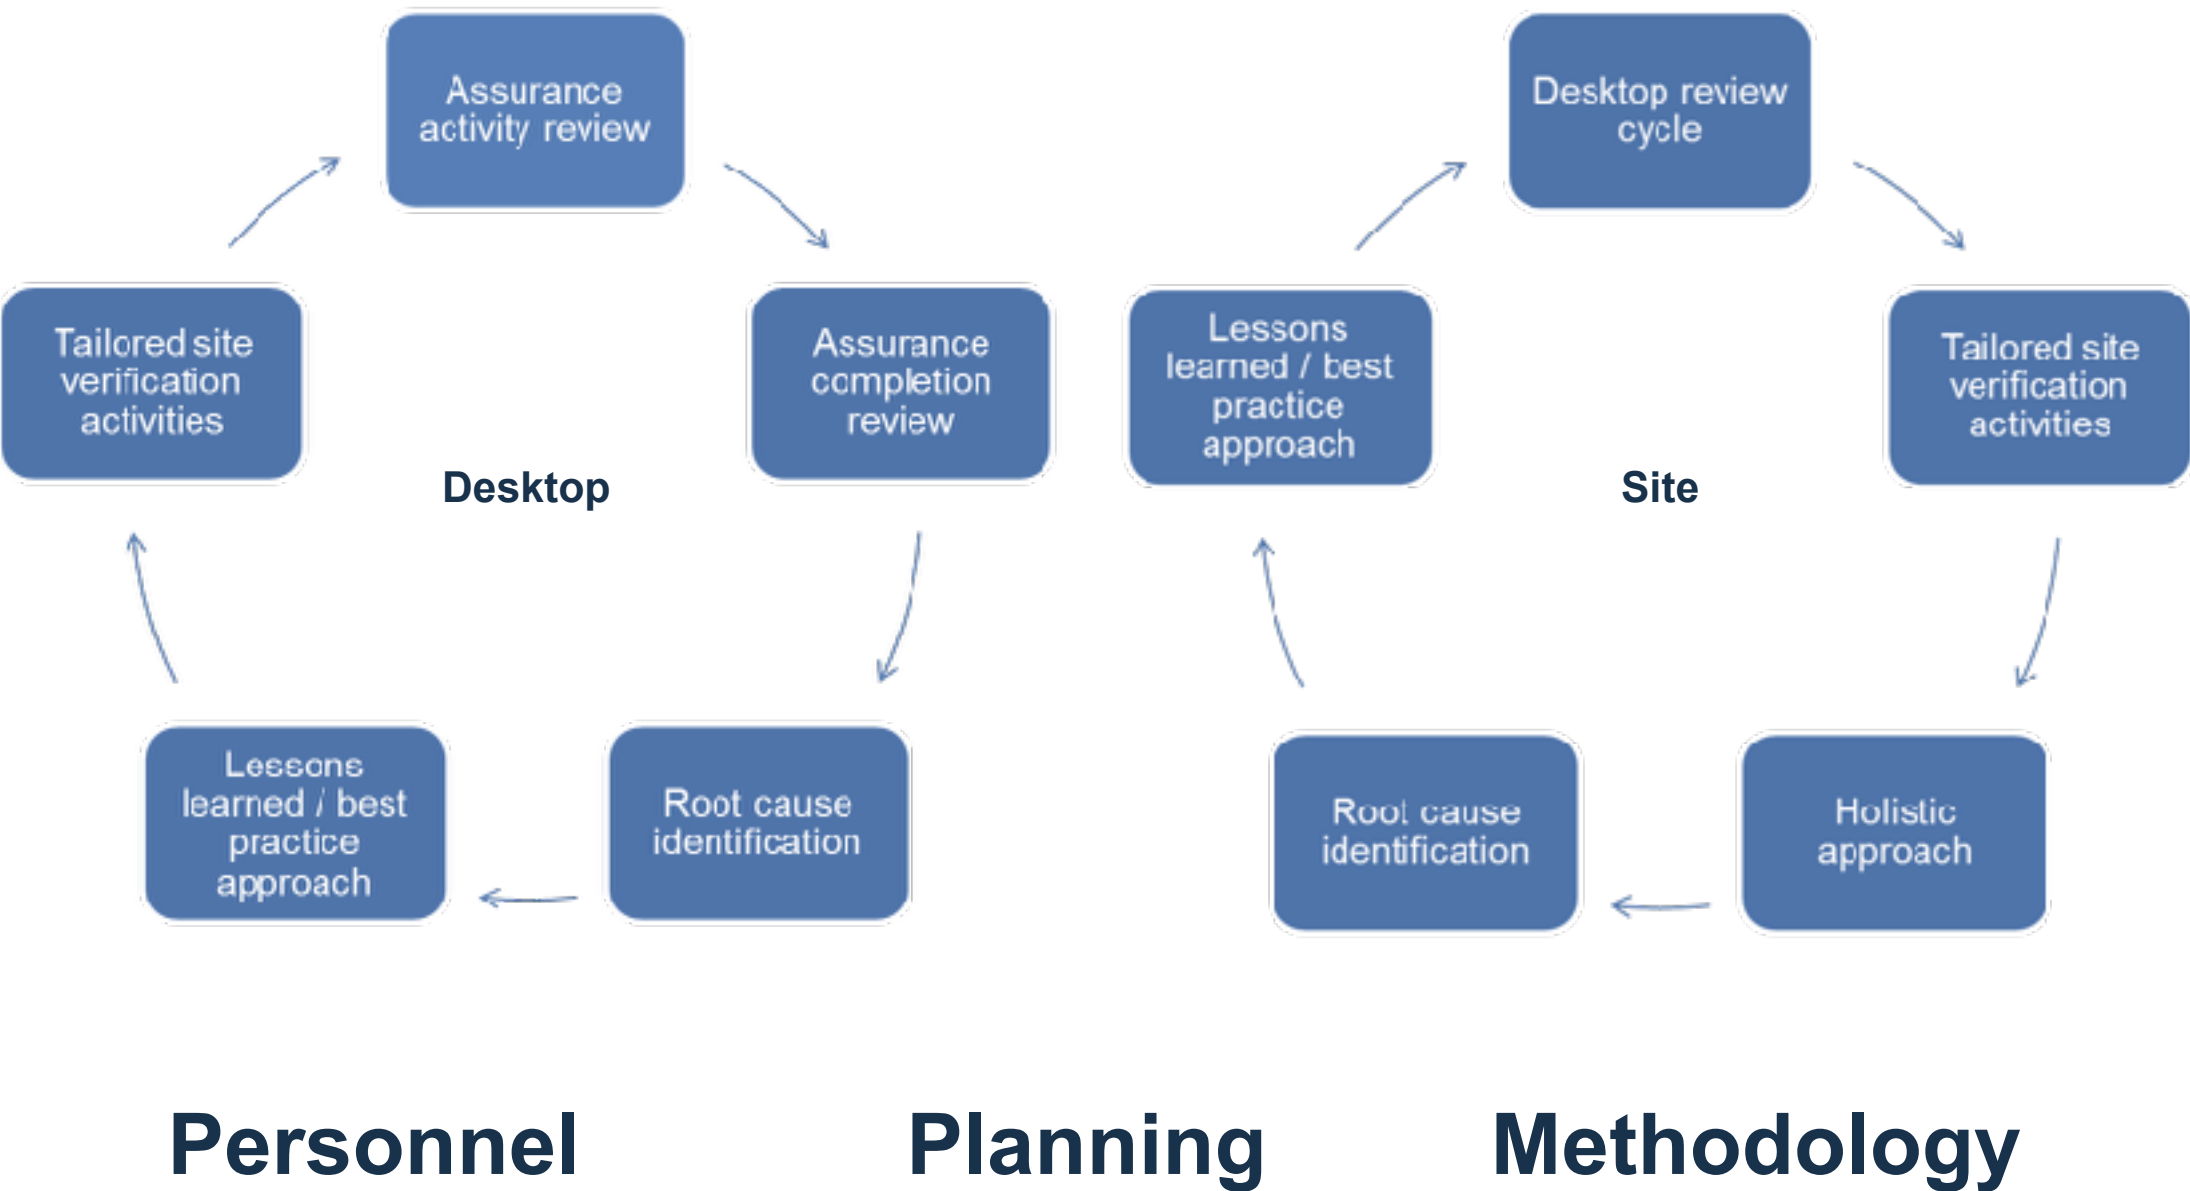 Assurance
activity review
Assurance
completion
review
Root cause
identification
Lessons
learned / best
practice
approach
Tailored site
verification
activities
Desktop
Desktop review
cycle
Tailored site
verification
activities
Holistic
approach
Root cause
identification
Lessons
learned / best
practice
approach
Site
Personnel
Planning
Methodology